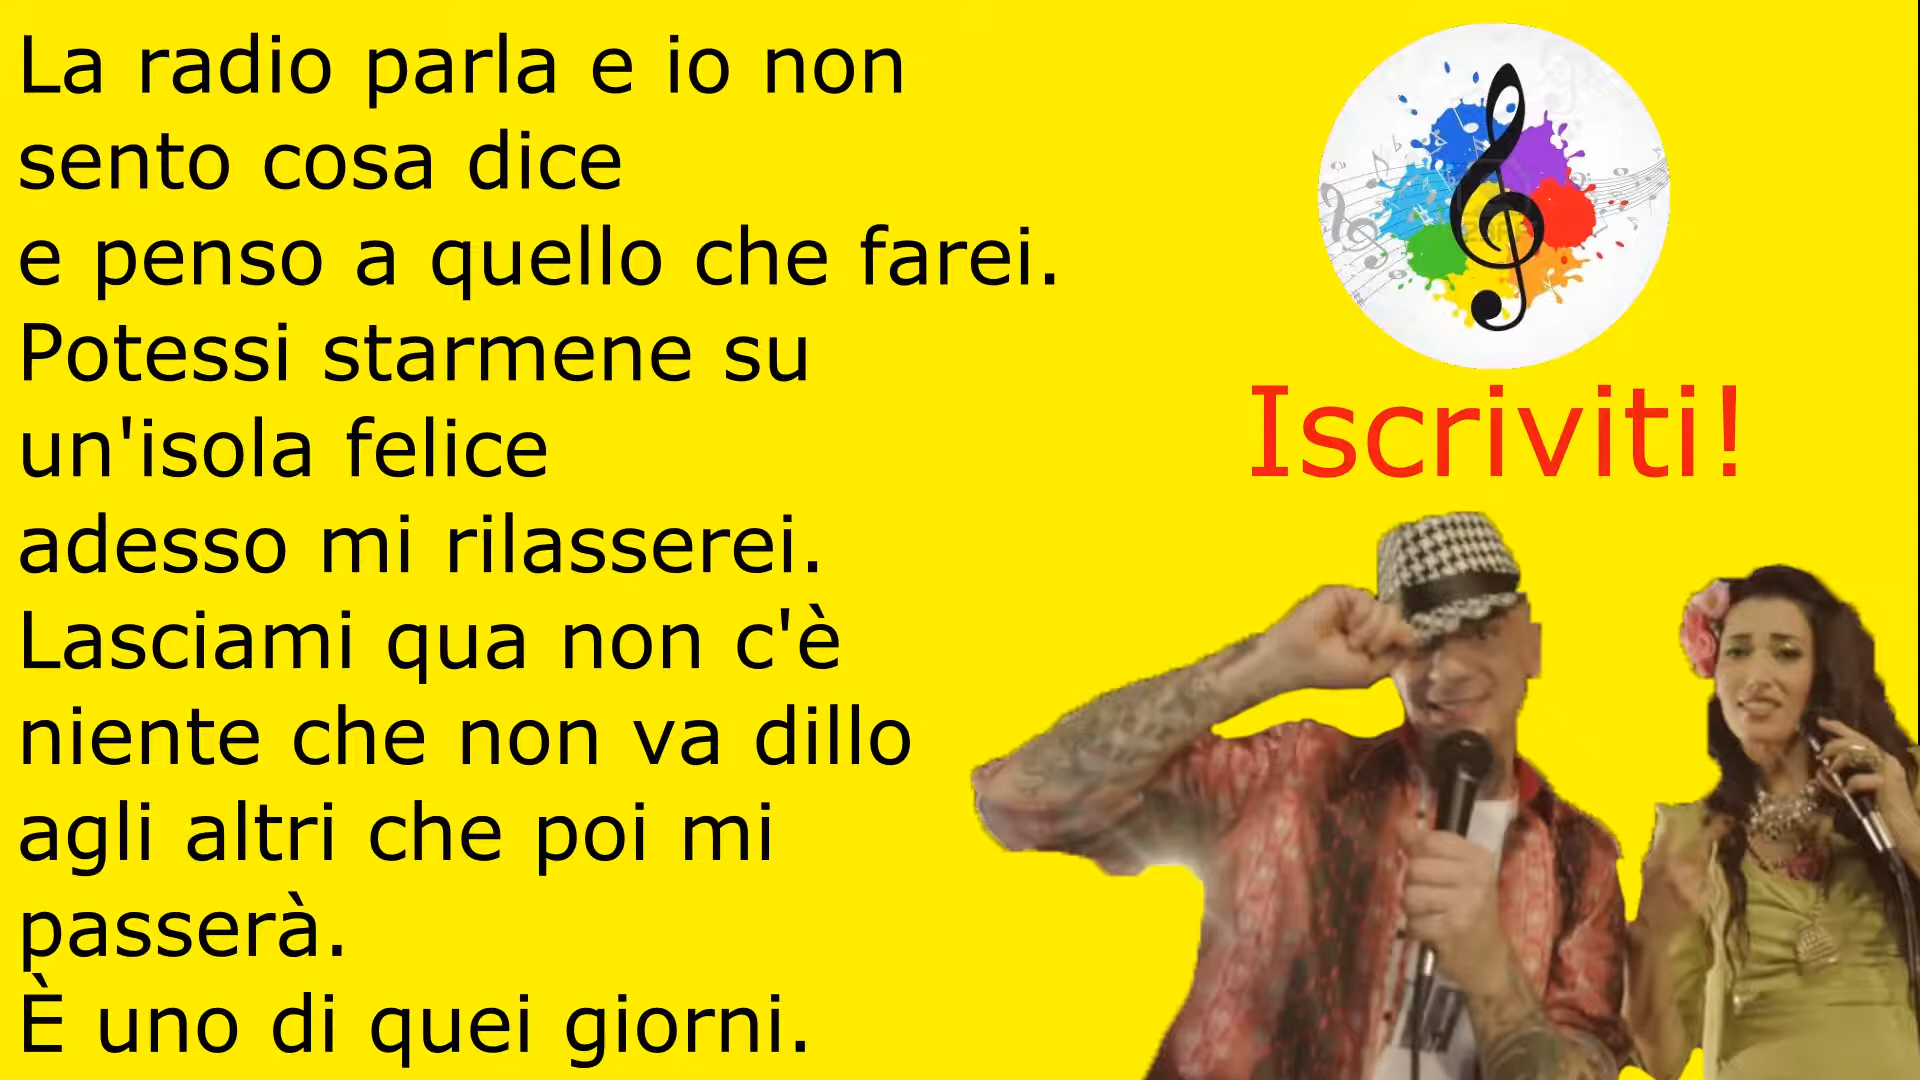 La radio parla e io non
sento cosa dice
e penso a quello che farei.
Potessi starmene su
un'isola felice
adesso mi rilasserei.
Lasciami qua non c'è
niente che non va dillo
agli altri che poi mi
passerà.
È uno di quei giorni.
Iscriviti!